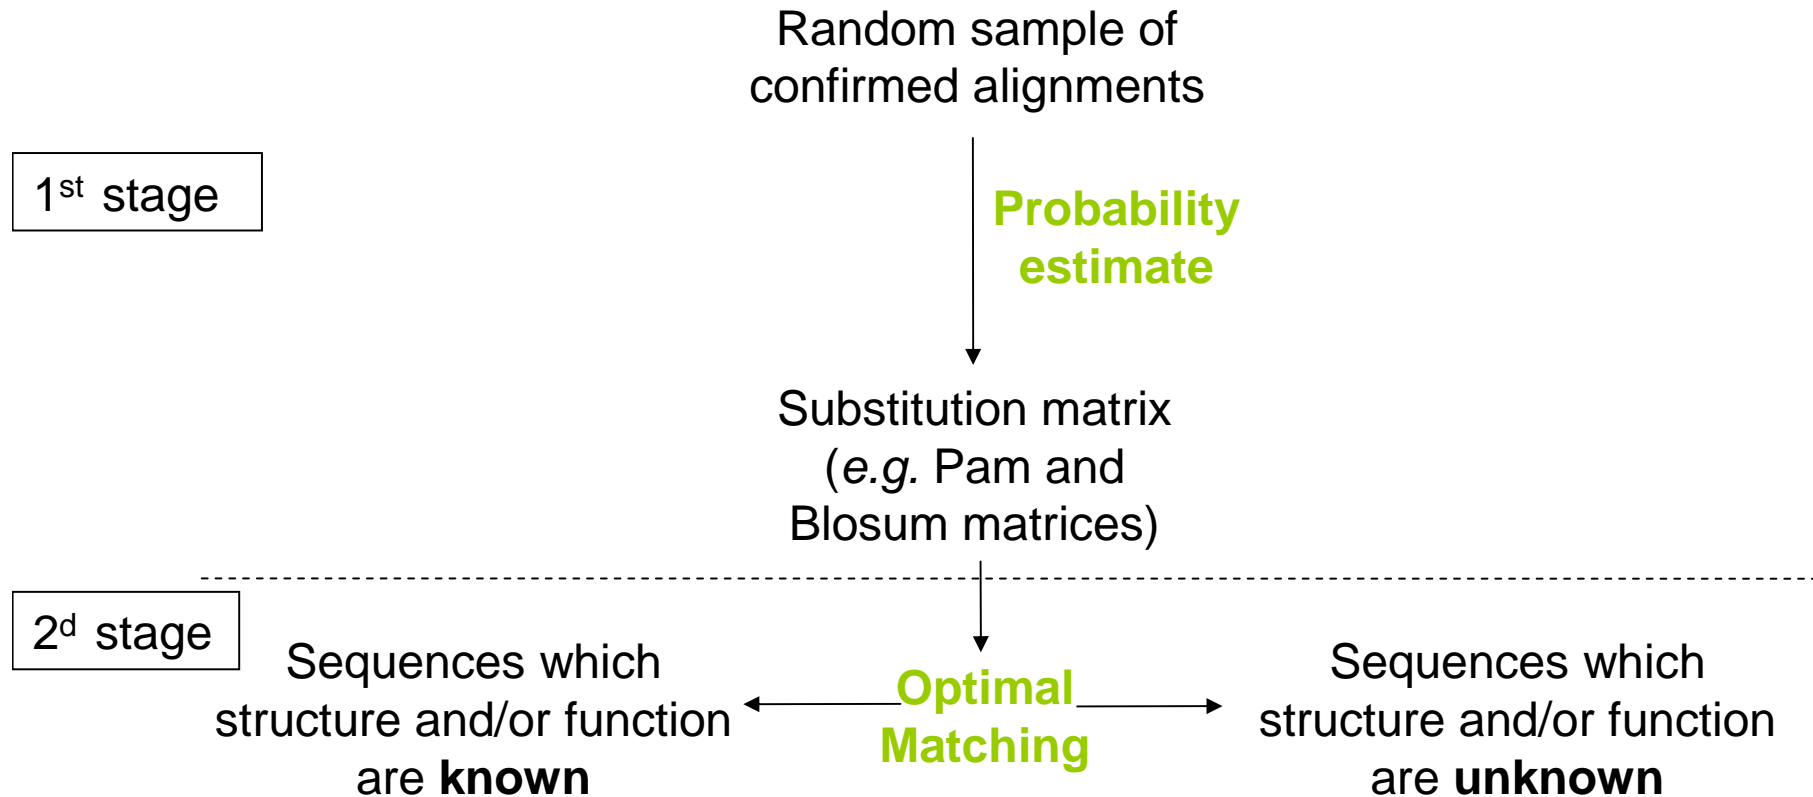 Random sample of
confirmed alignments
1st stage
Probability
estimate
Substitution matrix
(e.g. Pam and
Blosum matrices)
2d stage
Sequences which
structure and/or function
are known
Optimal
Matching
Sequences which
structure and/or function
are unknown